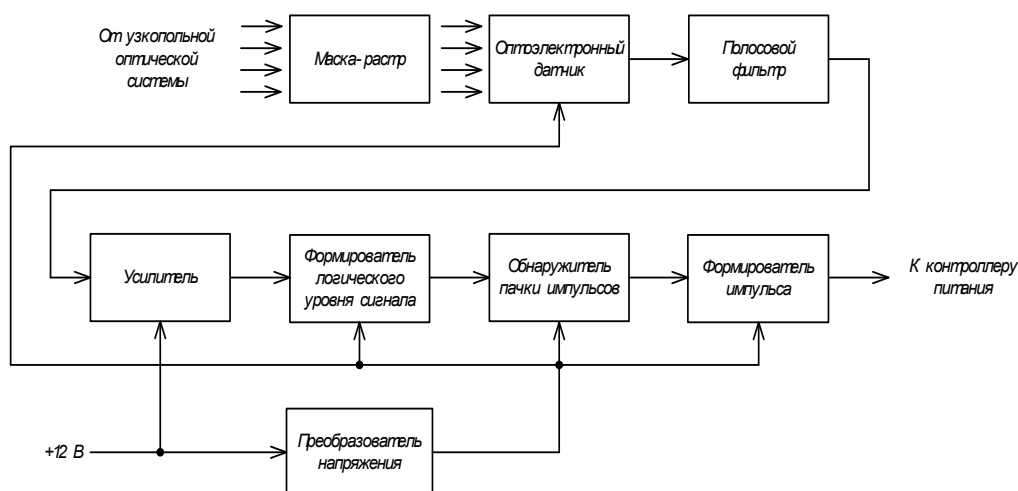 От узкопольной
оптической
системы
Маска-растр
Оптоэлектронный
датчик
Полосовой
фильтр
Усилитель
Формирователь
логического
уровня сигнала
Обнаружитель
пачки импульсов
Формирователь
импульса
К контроллеру
питания
+12 В
Преобразователь
напряжения